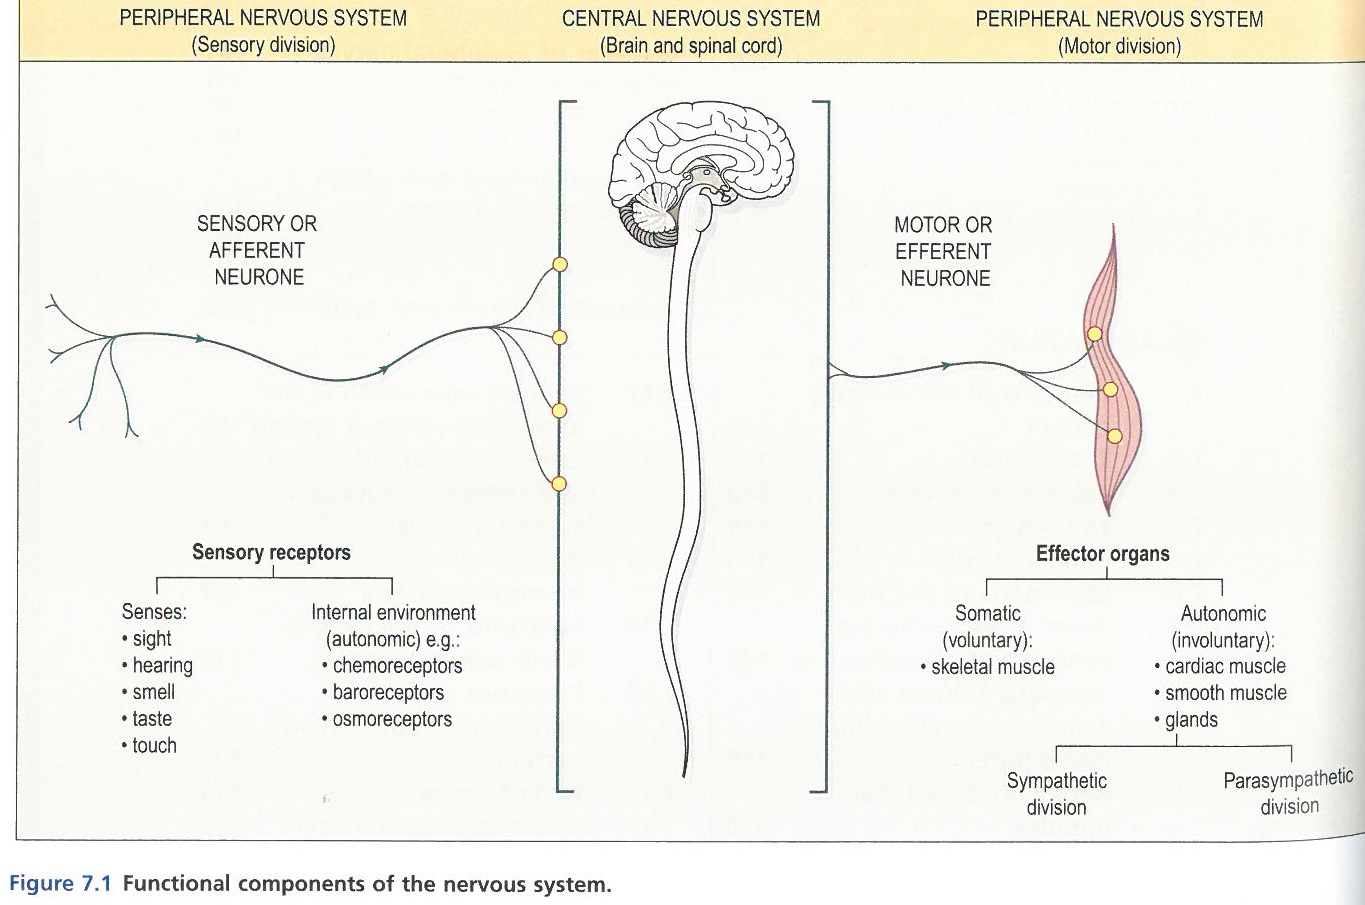 PERIPHERAL NERVOUS SYSTEM
(Sensory division)
CENTRAL NERVOUS SYSTEM
(Brain and spinal cord)
PERIPHERAL NERVOUS SYSTEM
(Motor division)
SENSORY OR
AFFERENT
NEURONE
MOTOR OR
EFFERENT
NEURONE
Sensory receptors
Senses:
• sight
• hearing
• smell
• taste
• touch
Internal environment
(autonomic) e.g.:
• chemoreceptors
• baroreceptors
• osmoreceptors
Effector organs
Somatic
(voluntary):
• skeletal muscle
Autonomic
(involuntary):
• cardiac muscle
• smooth muscle
• glands
Sympathetic
division
Parasympathetic
division
Figure 7.1 Functional components of the nervous system.